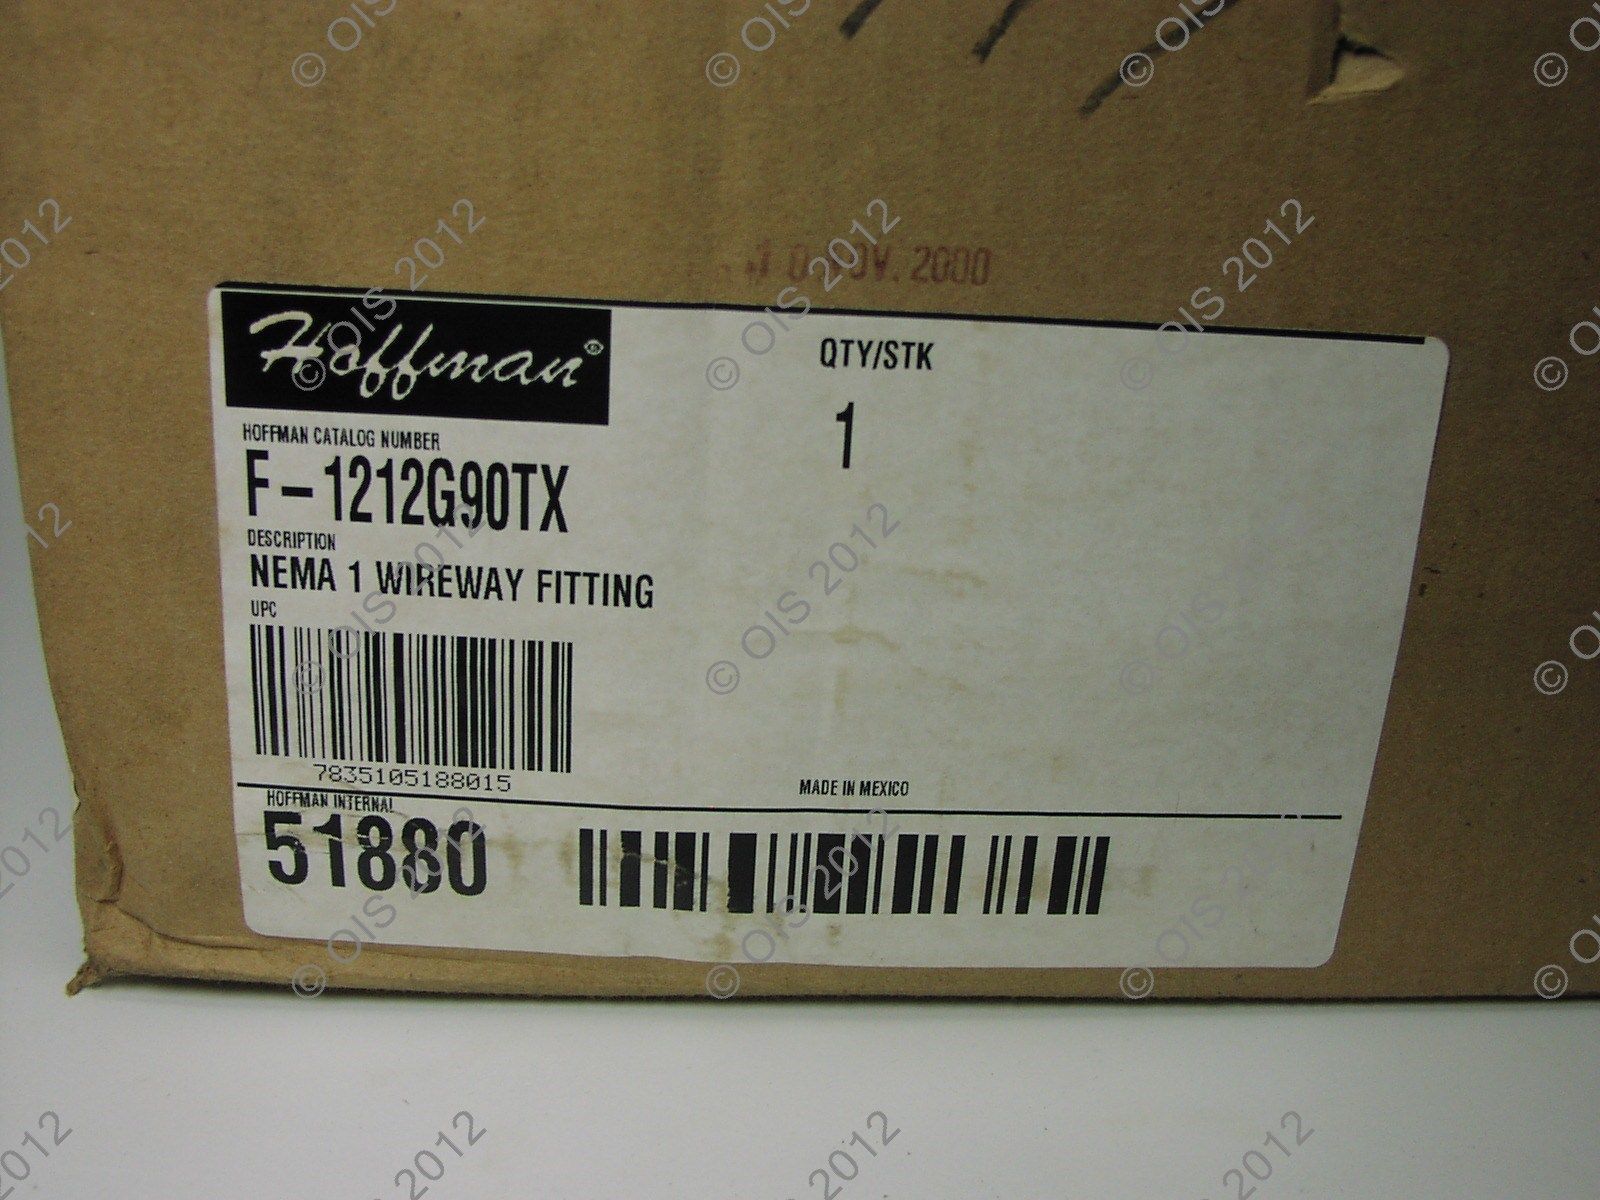 2000
Hoffman®
QTY/STK
1
HOFFMAN CATALOG NUMBER
F-1212G90TX
DESCRIPTION
NEMA 1 WIREWAY FITTING
UPC
7835105188015
MADE IN MEXICO
HOFFMAN INTERNAL
51880
© OIS 2012